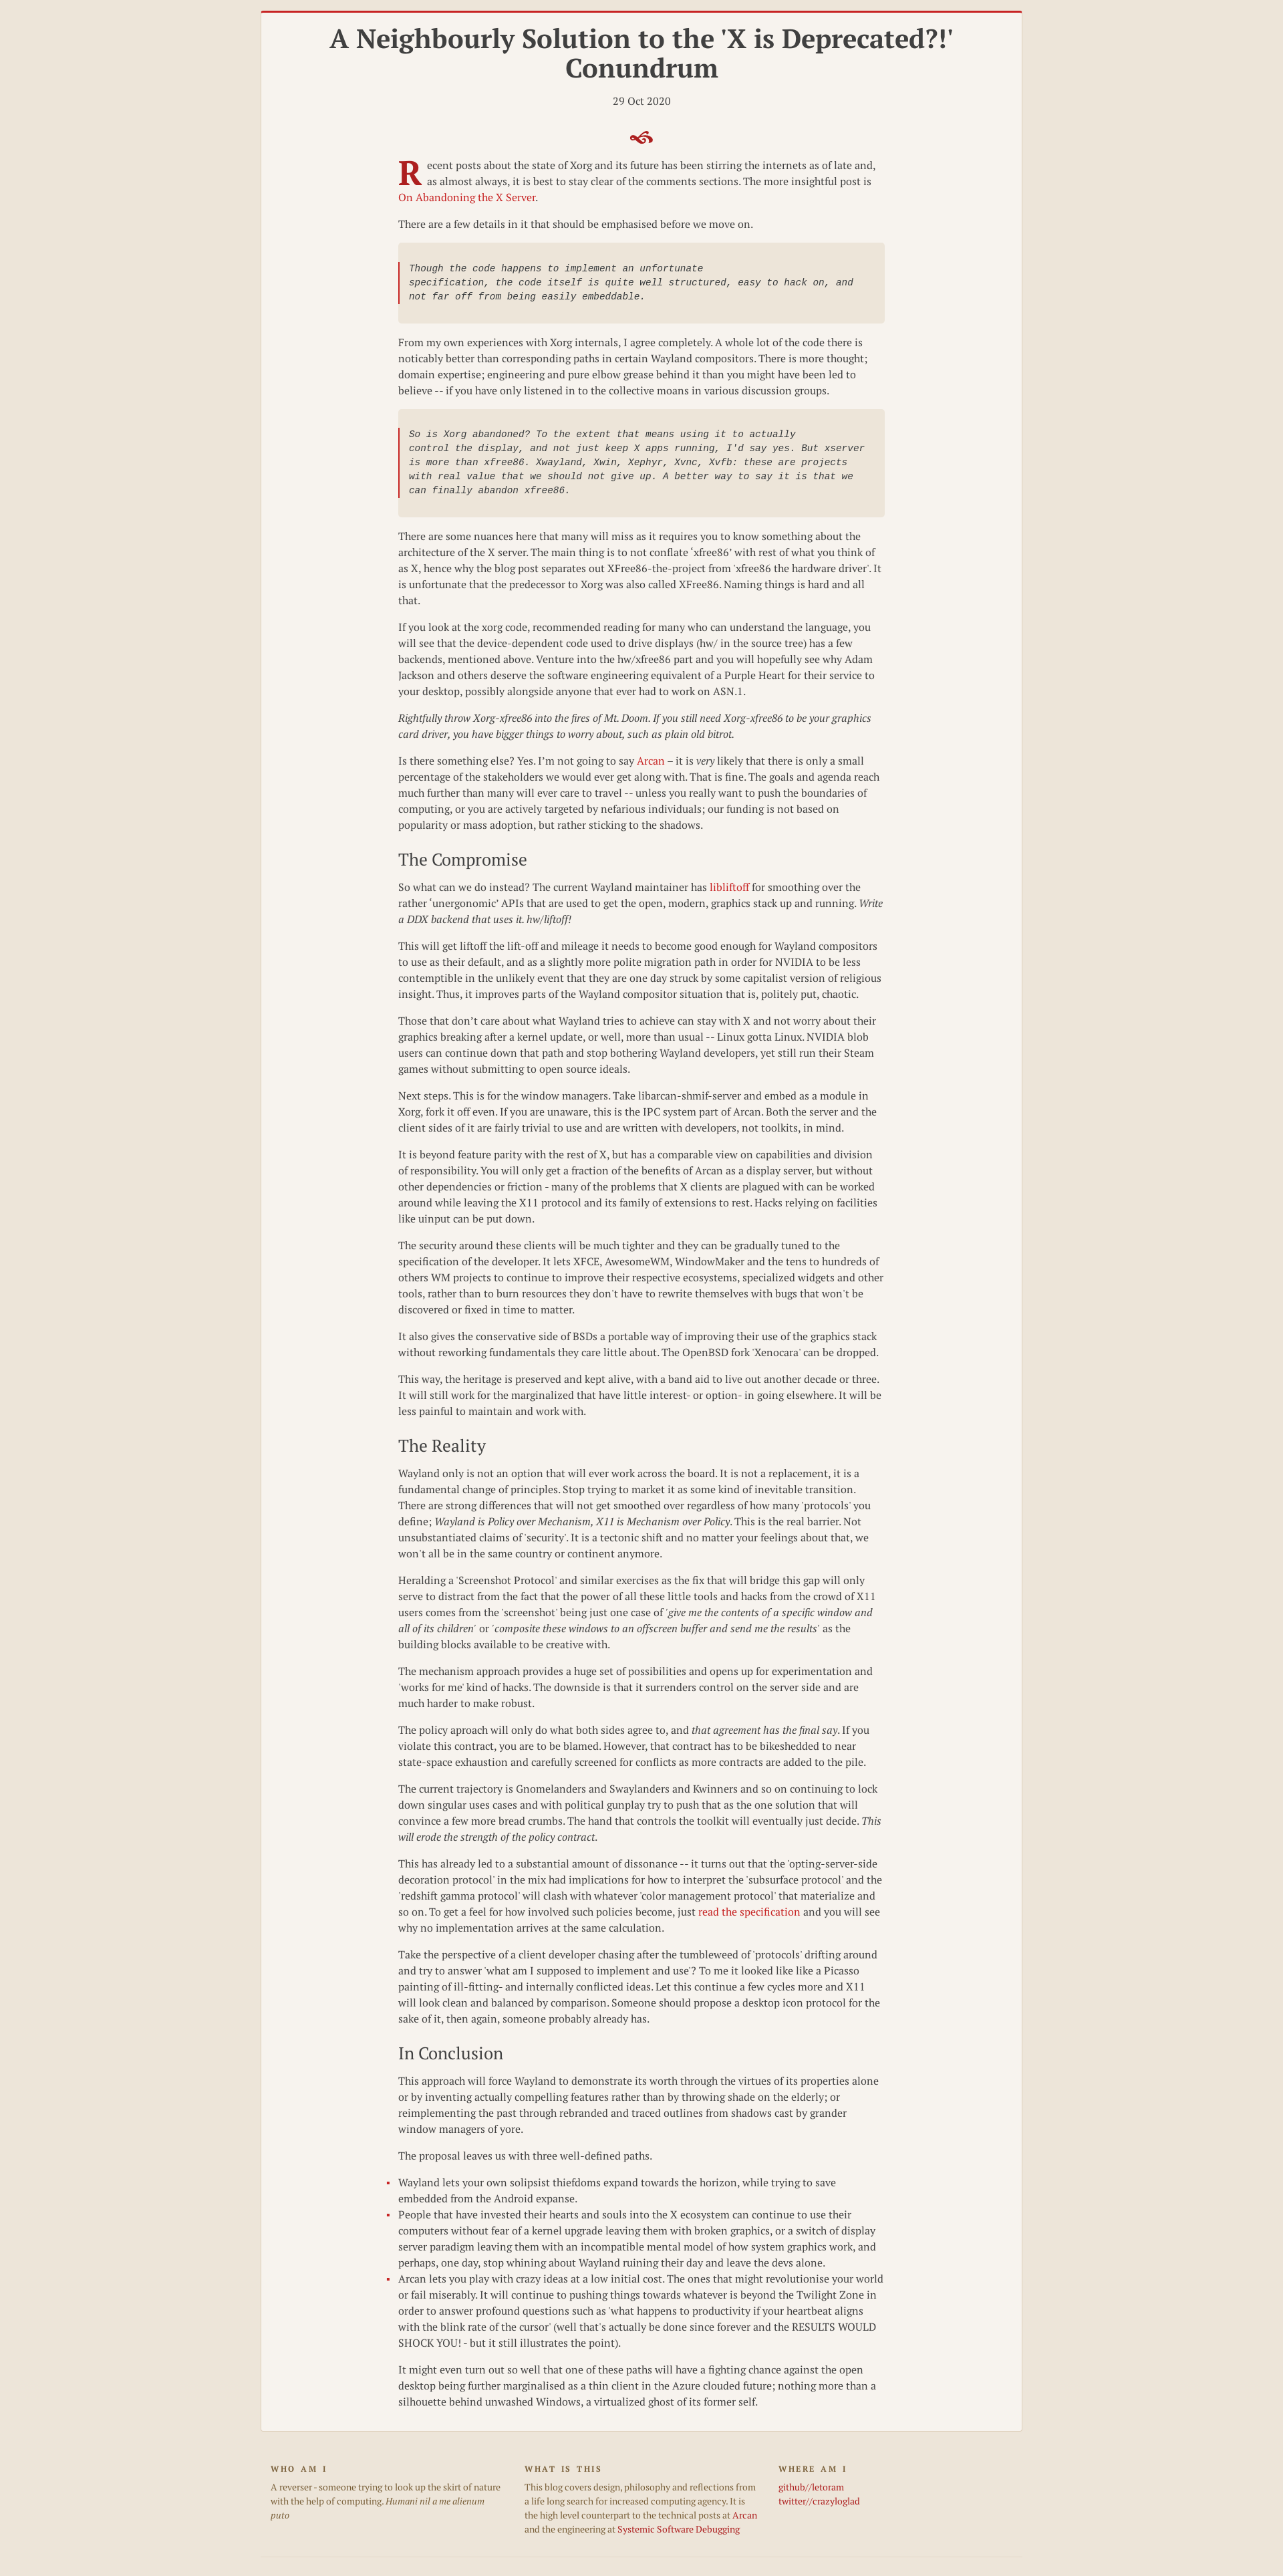 A Neighbourly Solution to the 'X is Deprecated?!'
Conundrum
29 Oct 2020
Recent posts about the state of Xorg and its future has been stirring the internets as of late and,
as almost always, it is best to stay clear of the comments sections. The more insightful post is
On Abandoning the X Server.
There are a few details in it that should be emphasised before we move on.
Though the code happens to implement an unfortunate
specification, the code itself is quite well structured, easy to hack on, and
not far off from being easily embeddable.
From my own experiences with Xorg internals, I agree completely. A whole lot of the code there is
noticably better than corresponding paths in certain Wayland compositors. There is more thought;
domain expertise; engineering and pure elbow grease behind it than you might have been led to
believe -- if you have only listened in to the collective moans in various discussion groups.
So is Xorg abandoned? To the extent that means using it to actually
control the display, and not just keep X apps running, I'd say yes. But xserver
is more than xfree86. Xwayland, Xwin, Xephyr, Xvnc, Xvfb: these are projects
with real value that we should not give up. A better way to say it is that we
can finally abandon xfree86.
There are some nuances here that many will miss as it requires you to know something about the
architecture of the X server. The main thing is to not conflate ‘xfree86’ with rest of what you think of
as X, hence why the blog post separates out XFree86-the-project from 'xfree86 the hardware driver'. It
is unfortunate that the predecessor to Xorg was also called XFree86. Naming things is hard and all
that.
If you look at the xorg code, recommended reading for many who can understand the language, you
will see that the device-dependent code used to drive displays (hw/ in the source tree) has a few
backends, mentioned above. Venture into the hw/xfree86 part and you will hopefully see why Adam
Jackson and others deserve the software engineering equivalent of a Purple Heart for their service to
your desktop, possibly alongside anyone that ever had to work on ASN.1.
Rightfully throw Xorg-xfree86 into the fires of Mt. Doom. If you still need Xorg-xfree86 to be your graphics
card driver, you have bigger things to worry about, such as plain old bitrot.
Is there something else? Yes. I’m not going to say Arcan – it is very likely that there is only a small
percentage of the stakeholders we would ever get along with. That is fine. The goals and agenda reach
much further than many will ever care to travel -- unless you really want to push the boundaries of
computing, or you are actively targeted by nefarious individuals; our funding is not based on
popularity or mass adoption, but rather sticking to the shadows.
The Compromise
So what can we do instead? The current Wayland maintainer has libliftoff for smoothing over the
rather ‘unergonomic’ APIs that are used to get the open, modern, graphics stack up and running. Write
a DDX backend that uses it. hw/liftoff!
This will get liftoff the lift-off and mileage it needs to become good enough for Wayland compositors
to use as their default, and as a slightly more polite migration path in order for NVIDIA to be less
contemptible in the unlikely event that they are one day struck by some capitalist version of religious
insight. Thus, it improves parts of the Wayland compositor situation that is, politely put, chaotic.
Those that don’t care about what Wayland tries to achieve can stay with X and not worry about their
graphics breaking after a kernel update, or well, more than usual -- Linux gotta Linux. NVIDIA blob
users can continue down that path and stop bothering Wayland developers, yet still run their Steam
games without submitting to open source ideals.
Next steps. This is for the window managers. Take libarcan-shmif-server and embed as a module in
Xorg, fork it off even. If you are unaware, this is the IPC system part of Arcan. Both the server and the
client sides of it are fairly trivial to use and are written with developers, not toolkits, in mind.
It is beyond feature parity with the rest of X, but has a comparable view on capabilities and division
of responsibility. You will only get a fraction of the benefits of Arcan as a display server, but without
other dependencies or friction - many of the problems that X clients are plagued with can be worked
around while leaving the X11 protocol and its family of extensions to rest. Hacks relying on facilities
like uinput can be put down.
The security around these clients will be much tighter and they can be gradually tuned to the
specification of the developer. It lets XFCE, AwesomeWM, WindowMaker and the tens to hundreds of
others WM projects to continue to improve their respective ecosystems, specialized widgets and other
tools, rather than to burn resources they don't have to rewrite themselves with bugs that won't be
discovered or fixed in time to matter.
It also gives the conservative side of BSDs a portable way of improving their use of the graphics stack
without reworking fundamentals they care little about. The OpenBSD fork 'Xenocara' can be dropped.
This way, the heritage is preserved and kept alive, with a band aid to live out another decade or three.
It will still work for the marginalized that have little interest- or option- in going elsewhere. It will be
less painful to maintain and work with.
The Reality
Wayland only is not an option that will ever work across the board. It is not a replacement, it is a
fundamental change of principles. Stop trying to market it as some kind of inevitable transition.
There are strong differences that will not get smoothed over regardless of how many 'protocols' you
define; Wayland is Policy over Mechanism, X11 is Mechanism over Policy. This is the real barrier. Not
unsubstantiated claims of 'security'. It is a tectonic shift and no matter your feelings about that, we
won't all be in the same country or continent anymore.
Heralding a 'Screenshot Protocol' and similar exercises as the fix that will bridge this gap will only
serve to distract from the fact that the power of all these little tools and hacks from the crowd of X11
users comes from the 'screenshot' being just one case of 'give me the contents of a specific window and
all of its children' or 'composite these windows to an offscreen buffer and send me the results' as the
building blocks available to be creative with.
The mechanism approach provides a huge set of possibilities and opens up for experimentation and
'works for me' kind of hacks. The downside is that it surrenders control on the server side and are
much harder to make robust.
The policy aproach will only do what both sides agree to, and that agreement has the final say. If you
violate this contract, you are to be blamed. However, that contract has to be bikeshedded to near
state-space exhaustion and carefully screened for conflicts as more contracts are added to the pile.
The current trajectory is Gnomelanders and Swaylanders and Kwinners and so on continuing to lock
down singular uses cases and with political gunplay try to push that as the one solution that will
convince a few more bread crumbs. The hand that controls the toolkit will eventually just decide. This
will erode the strength of the policy contract.
This has already led to a substantial amount of dissonance -- it turns out that the 'opting-server-side
decoration protocol' in the mix had implications for how to interpret the 'subsurface protocol' and the
'redshift gamma protocol' will clash with whatever 'color management protocol' that materialize and
so on. To get a feel for how involved such policies become, just read the specification and you will see
why no implementation arrives at the same calculation.
Take the perspective of a client developer chasing after the tumbleweed of 'protocols' drifting around
and try to answer 'what am I supposed to implement and use'? To me it looked like like a Picasso
painting of ill-fitting- and internally conflicted ideas. Let this continue a few cycles more and X11
will look clean and balanced by comparison. Someone should propose a desktop icon protocol for the
sake of it, then again, someone probably already has.
In Conclusion
This approach will force Wayland to demonstrate its worth through the virtues of its properties alone
or by inventing actually compelling features rather than by throwing shade on the elderly; or
reimplementing the past through rebranded and traced outlines from shadows cast by grander
window managers of yore.
The proposal leaves us with three well-defined paths.
Wayland lets your own solipsist thiefdoms expand towards the horizon, while trying to save
embedded from the Android expanse.
People that have invested their hearts and souls into the X ecosystem can continue to use their
computers without fear of a kernel upgrade leaving them with broken graphics, or a switch of display
server paradigm leaving them with an incompatible mental model of how system graphics work, and
perhaps, one day, stop whining about Wayland ruining their day and leave the devs alone.
Arcan lets you play with crazy ideas at a low initial cost. The ones that might revolutionise your world
or fail miserably. It will continue to pushing things towards whatever is beyond the Twilight Zone in
order to answer profound questions such as 'what happens to productivity if your heartbeat aligns
with the blink rate of the cursor' (well that's actually be done since forever and the RESULTS WOULD
SHOCK YOU! - but it still illustrates the point).
It might even turn out so well that one of these paths will have a fighting chance against the open
desktop being further marginalised as a thin client in the Azure clouded future; nothing more than a
silhouette behind unwashed Windows, a virtualized ghost of its former self.
WHO AM I
A reverser - someone trying to look up the skirt of nature
with the help of computing. Humani nil a me alienum
puto
WHAT IS THIS
This blog covers design, philosophy and reflections from
a life long search for increased computing agency. It is
the high level counterpart to the technical posts at Arcan
and the engineering at Systemic Software Debugging
WHERE AM I
github//letoram
twitter//crazyloglad